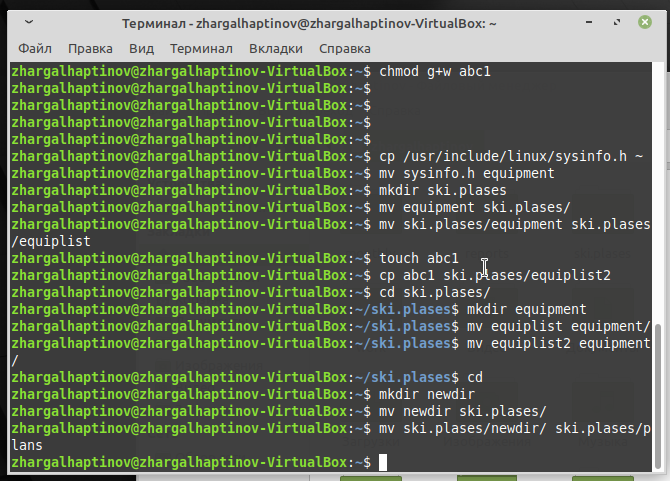 Терминал - zhargalhaptinov@zhargalhaptinov-VirtualBox: ~
Файл Правка Вид Терминал Вкладки Справка
zhargalhaptinov@zhargalhaptinov-VirtualBox:~$ chmod g+w abc1
zhargalhaptinov@zhargalhaptinov-VirtualBox:~$
zhargalhaptinov@zhargalhaptinov-VirtualBox:~$
zhargalhaptinov@zhargalhaptinov-VirtualBox:~$
zhargalhaptinov@zhargalhaptinov-VirtualBox:~$
zhargalhaptinov@zhargalhaptinov-VirtualBox:~$ cp /usr/include/linux/sysinfo.h ~
zhargalhaptinov@zhargalhaptinov-VirtualBox:~$ mv sysinfo.h equipment
zhargalhaptinov@zhargalhaptinov-VirtualBox:~$ mkdir ski.plases
zhargalhaptinov@zhargalhaptinov-VirtualBox:~$ mv equipment ski.plases/
zhargalhaptinov@zhargalhaptinov-VirtualBox:~$ mv ski.plases/equipment ski.plases
/equiplist
zhargalhaptinov@zhargalhaptinov-VirtualBox:~$ touch abc1
zhargalhaptinov@zhargalhaptinov-VirtualBox:~$ cp abc1 ski.plases/equiplist2
zhargalhaptinov@zhargalhaptinov-VirtualBox:~$ cd ski.plases/
zhargalhaptinov@zhargalhaptinov-VirtualBox:~/ski.plases$ mkdir equipment
zhargalhaptinov@zhargalhaptinov-VirtualBox:~/ski.plases$ mv equiplist equipment/
zhargalhaptinov@zhargalhaptinov-VirtualBox:~/ski.plases$ mv equiplist2 equipment
/
zhargalhaptinov@zhargalhaptinov-VirtualBox:~/ski.plases$ cd
zhargalhaptinov@zhargalhaptinov-VirtualBox:~$ mkdir newdir
zhargalhaptinov@zhargalhaptinov-VirtualBox:~$ mv newdir ski.plases/
zhargalhaptinov@zhargalhaptinov-VirtualBox:~$ mv ski.plases/newdir/ ski.plases/p
lans
zhargalhaptinov@zhargalhaptinov-VirtualBox:~$